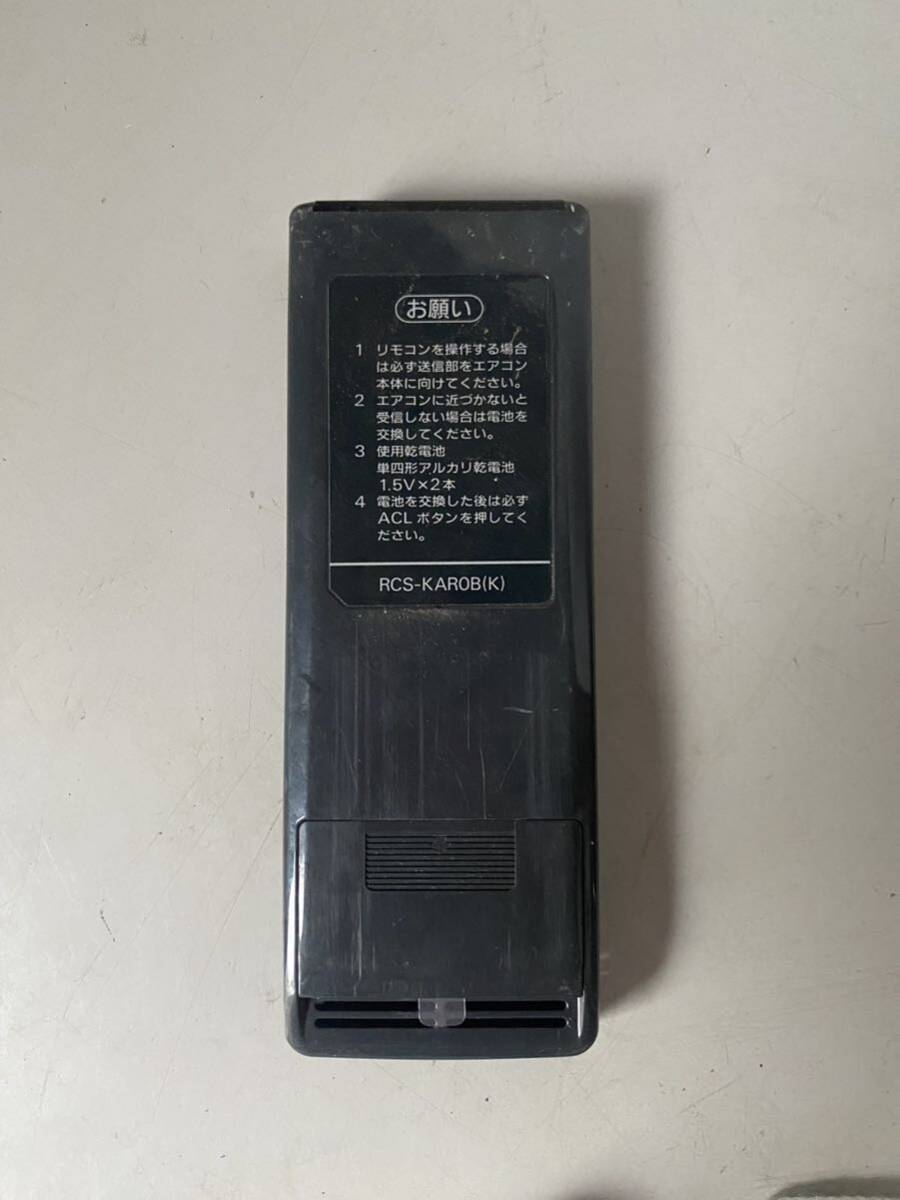 お願い
1 リモコンを操作する場合
は必ず送信部をエアコン
本体に向けてください。
2 エアコンに近づかないと
受信しない場合は電池を
交換してください。
3 使用乾電池
単四形アルカリ乾電池
1.5V×2本
4 電池を交換した後は必ず
ACLボタンを押してく
ださい。
RCS-KAR0B(K)